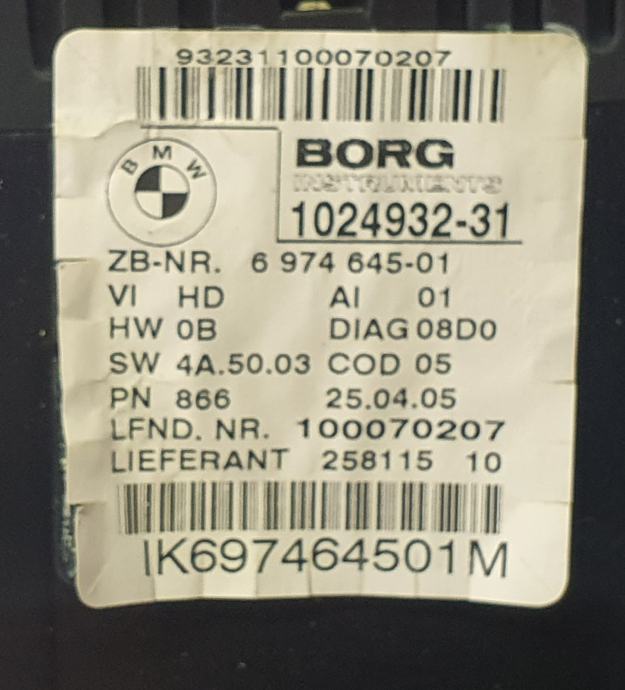 93231100070207
BMW
BORG
INSTRUMENTS
1024932-31
ZB-NR. 6 974 645-01
VI HD AI 01
HW 0B DIAG 08D0
SW 4A.50.03 COD 05
PN 866 25.04.05
LFND. NR. 100070207
LIEFERANT 258115 10
IK697464501M